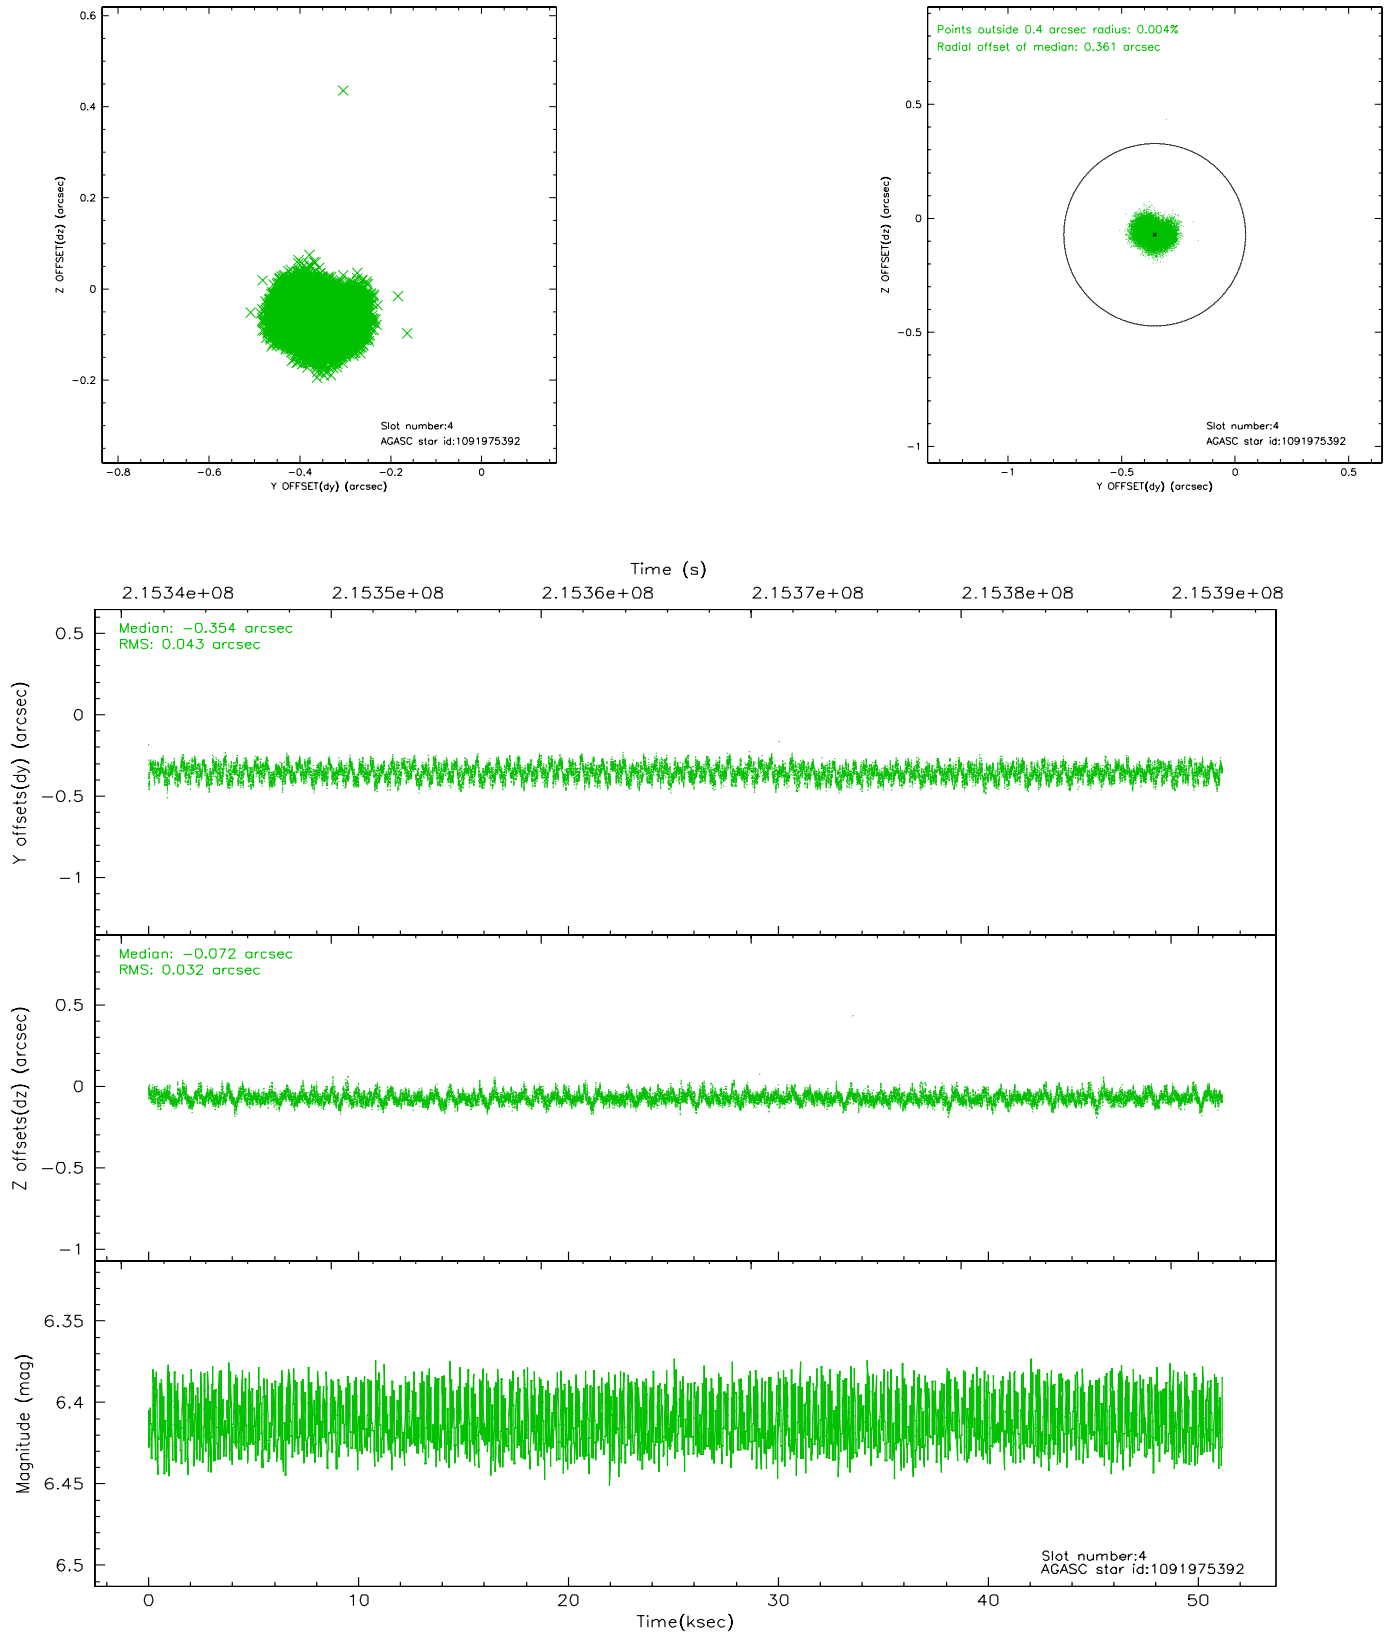 0.6
0.4
0.2
0
−0.2
Z OFFSET(dz) (arcsec)
Slot number:4
AGASC star id:1091975392
−0.8 −0.6 −0.4 −0.2 0
Y OFFSET(dy) (arcsec)
Points outside 0.4 arcsec radius: 0.004%
Radial offset of median: 0.361 arcsec
0.5
0
−0.5
−1
Z OFFSET(dz) (arcsec)
Slot number:4
AGASC star id:1091975392
−1 −0.5 0 0.5
Y OFFSET(dy) (arcsec)
Time (s)
2.1534e+08 2.1535e+08 2.1536e+08 2.1537e+08 2.1538e+08 2.1539e+08
Median: −0.354 arcsec
RMS: 0.043 arcsec
0.5
0
−0.5
−1
Y offsets(dy) (arcsec)
Median: −0.072 arcsec
RMS: 0.032 arcsec
0.5
0
−0.5
−1
Z offsets(dz) (arcsec)
6.35
6.4
6.45
6.5
Magnitude (mag)
Slot number:4
AGASC star id:1091975392
0 10 20 30 40 50
Time(ksec)